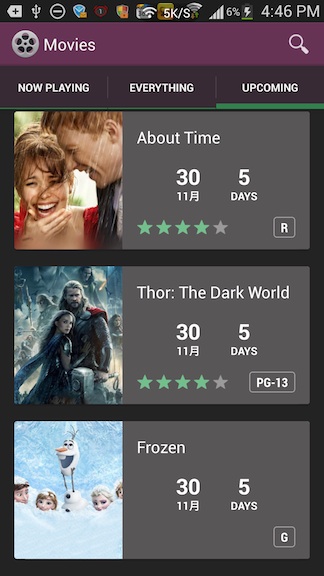 5K/S 6% 4:46 PM
Movies
NOW PLAYING EVERYTHING UPCOMING
About Time
30 5
11月 DAYS
R
Thor: The Dark World
30 5
11月 DAYS
PG-13
Frozen
30 5
11月 DAYS
G